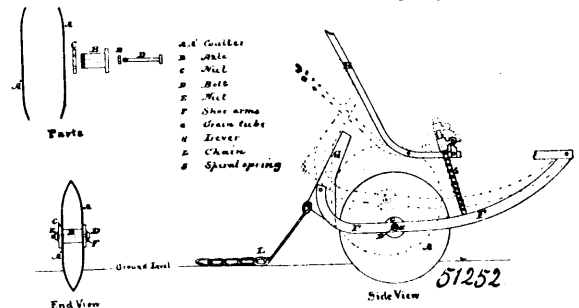 A A' Coulter
B Axle
C Nut
D Bolt
E Nut
F Shoe arms
G Grain tube
H Lever
L Chain
S Spiral spring
Parts
Ground Level
End View
Side View
51252